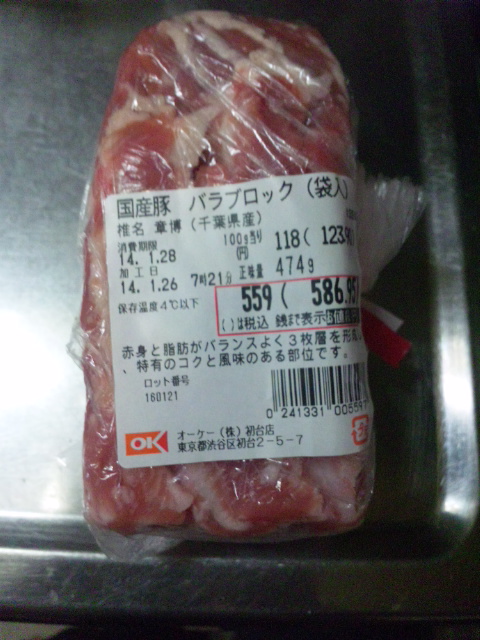 国産豚 バラブロック (袋入)
椎名 章博 (千葉県産)
消費期限
14. 1.28
100g当り (円) 118( 123.90
加工日
14. 1.26 7時21分 正味量 474g
保存温度4℃以下
559 ( 586.95
( )は税込 銭まで表示
赤身と脂肪がバランスよく3枚層を形成
、特有のコクと風味のある部位です。
ロット番号
160121
0 241331 005597
OK
オーケー(株) 初台店
東京都渋谷区初台2-5-7